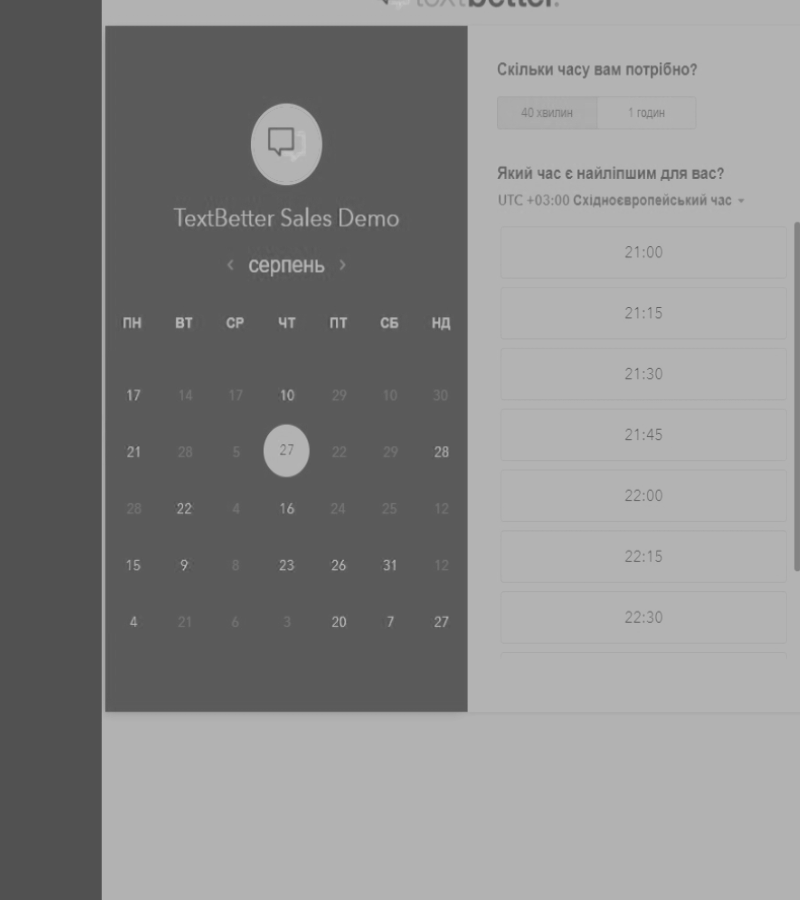 textbetter.
TextBetter Sales Demo
‹ серпень ›
ПН ВТ СР ЧТ ПТ СБ НД
17 14 17 10 29 10 30
21 28 5 27 22 29 28
28 22 4 16 24 25 12
15 9 8 23 26 31 12
4 21 6 3 20 7 27
Скільки часу вам потрібно?
40 хвилин 1 годин
Який час є найліпшим для вас?
UTC +03:00 Східноєвропейський час
21:00
21:15
21:30
21:45
22:00
22:15
22:30